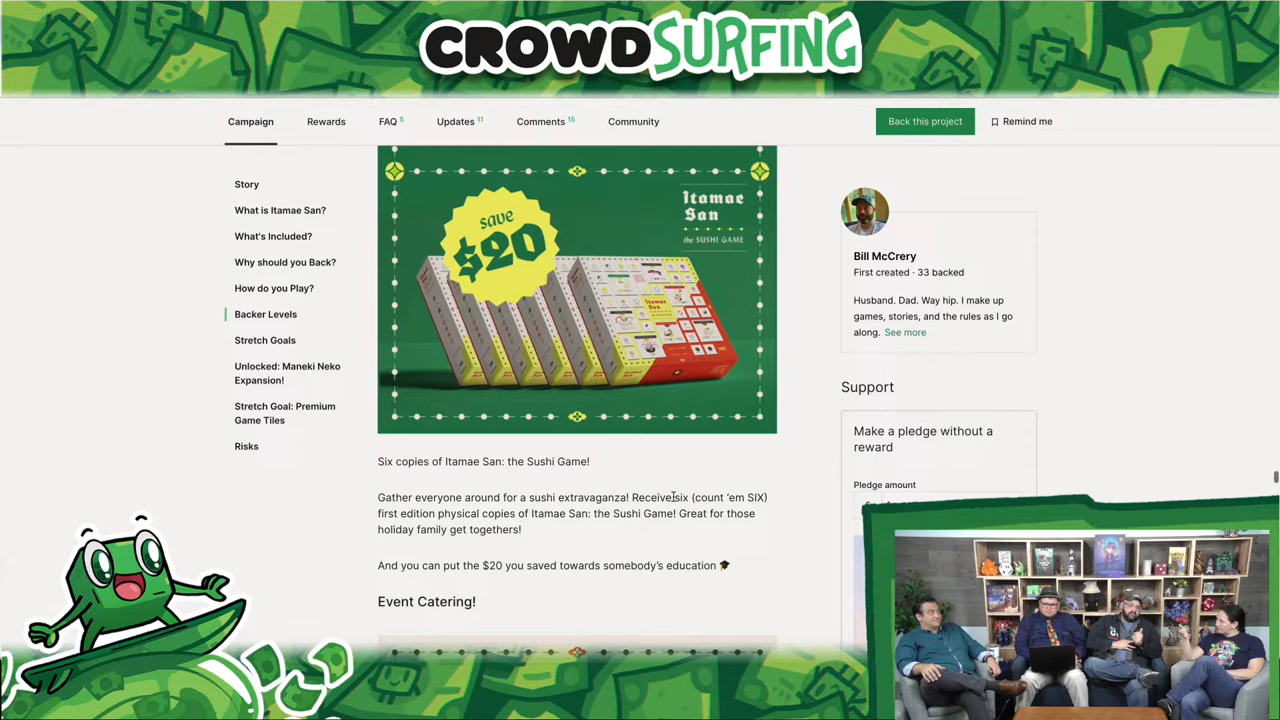 CROWDSURFING
Campaign
Rewards
FAQ 5
Updates 11
Comments 15
Community
Back this project
Remind me
Story
What is Itamae San?
What's Included?
Why should you Back?
How do you Play?
Backer Levels
Stretch Goals
Unlocked: Maneki Neko
Expansion!
Stretch Goal: Premium
Game Tiles
Risks
save
$20
Itamae
San
the SUSHI GAME
Six copies of Itamae San: the Sushi Game!
Gather everyone around for a sushi extravaganza! Receive six (count 'em SIX)
first edition physical copies of Itamae San: the Sushi Game! Great for those
holiday family get togethers!
And you can put the $20 you saved towards somebody's education 🎓
Event Catering!
Bill McCrery
First created · 33 backed
Husband. Dad. Way hip. I make up
games, stories, and the rules as I go
along. See more
Support
Make a pledge without a
reward
Pledge amount